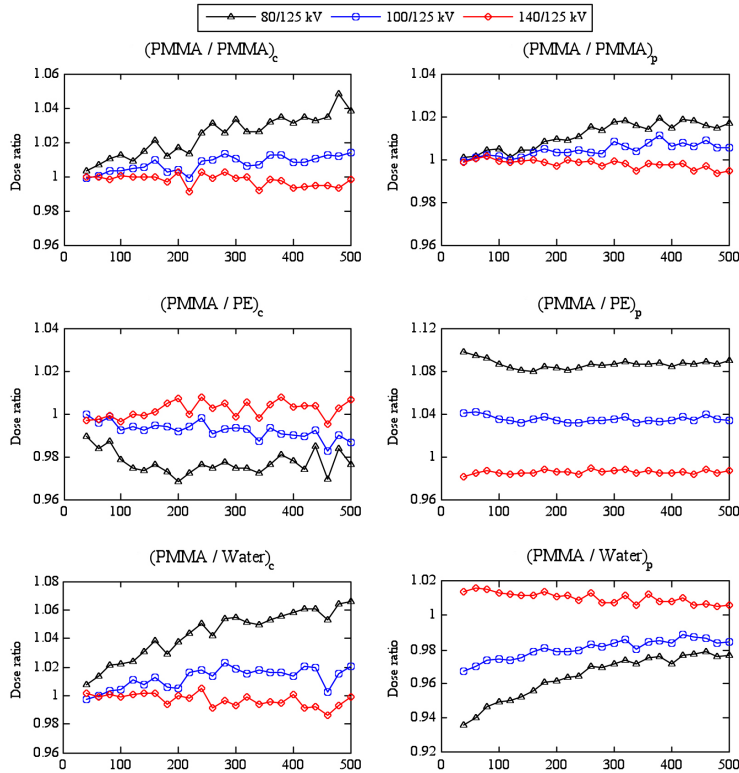 80/125 kV 100/125 kV 140/125 kV
(PMMA / PMMA)c
(PMMA / PMMA)p
1.06
1.04
1.02
1
0.98
0.96
Dose ratio
0 100 200 300 400 500
1.04
1.02
1
0.98
0.96
Dose ratio
0 100 200 300 400 500
(PMMA / PE)c
(PMMA / PE)p
1.04
1.02
1
0.98
0.96
Dose ratio
0 100 200 300 400 500
1.12
1.08
1.04
1
0.96
Dose ratio
0 100 200 300 400 500
(PMMA / Water)c
(PMMA / Water)p
1.08
1.06
1.04
1.02
1
0.98
0.96
Dose ratio
0 100 200 300 400 500
1.02
1
0.98
0.96
0.94
0.92
Dose ratio
0 100 200 300 400 500